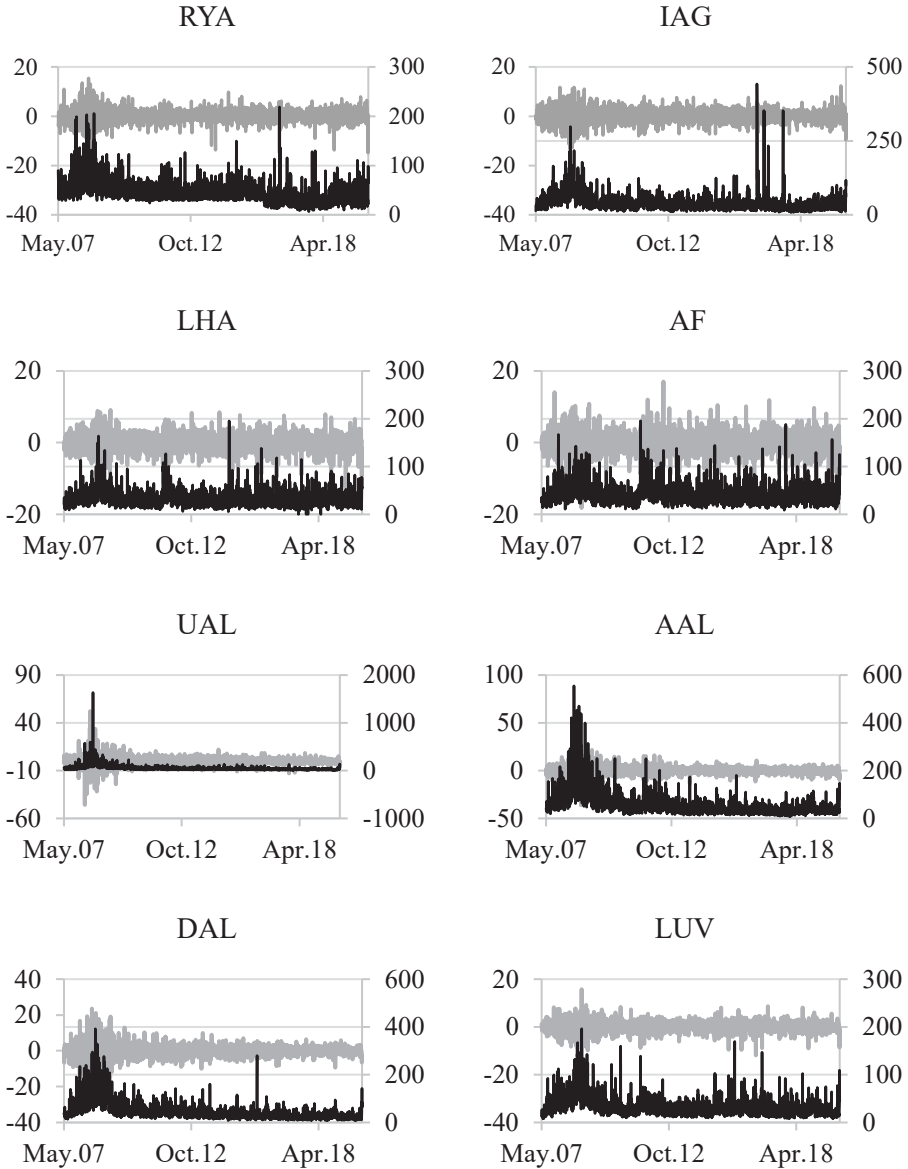 RYA IAG
20 300 20 500
0 200 0
-20 100 -20 250
-40 0 -40 0
May.07 Oct.12 Apr.18 May.07 Oct.12 Apr.18
LHA AF
20 300 20 300
200 200
0 0
100 100
-20 0 -20 0
May.07 Oct.12 Apr.18 May.07 Oct.12 Apr.18
UAL AAL
90 2000 100 600
40 1000 50 400
-10 0 0 200
-60 -1000 -50 0
May.07 Oct.12 Apr.18 May.07 Oct.12 Apr.18
DAL LUV
40 600 20 300
20 400 0 200
0
-20 200 -20 100
-40 0 -40 0
May.07 Oct.12 Apr.18 May.07 Oct.12 Apr.18